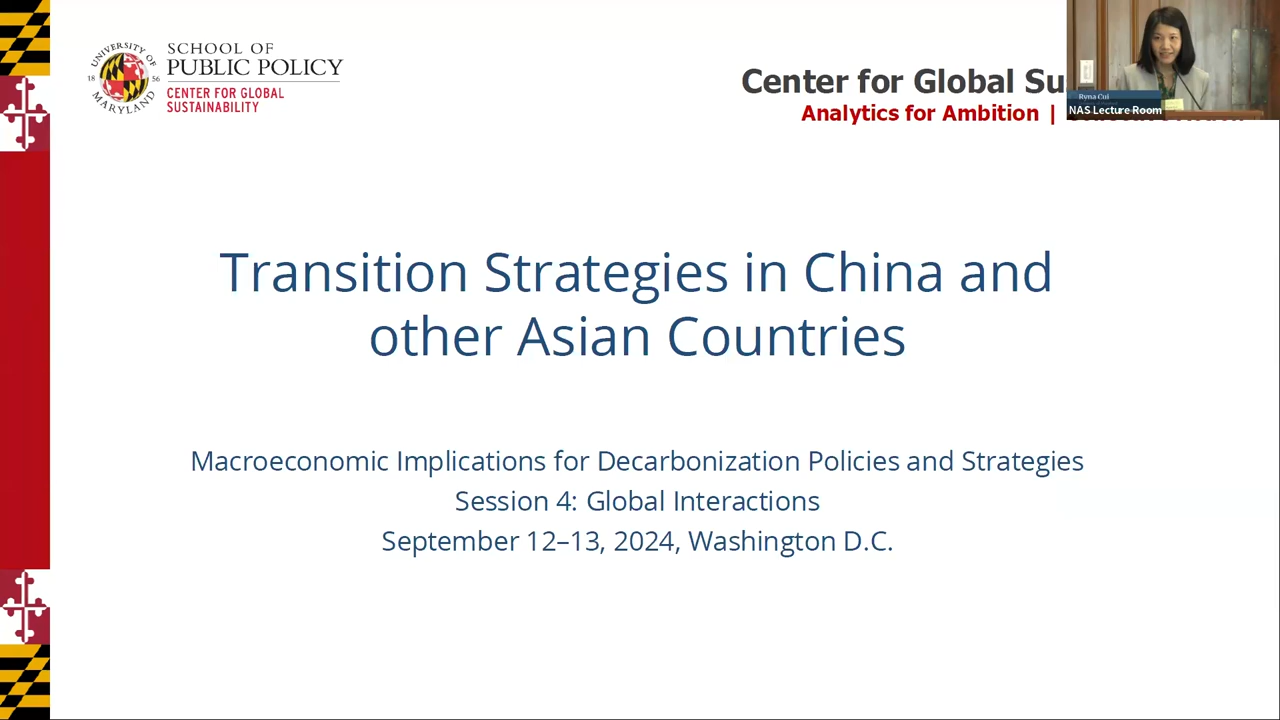 UNIVERSITY OF
MARYLAND
18 56
SCHOOL OF
PUBLIC POLICY
CENTER FOR GLOBAL
SUSTAINABILITY
Center for Global Su
Analytics for Ambition |
Ryna Cui
NAS Lecture Room
Transition Strategies in China and
other Asian Countries
Macroeconomic Implications for Decarbonization Policies and Strategies
Session 4: Global Interactions
September 12–13, 2024, Washington D.C.